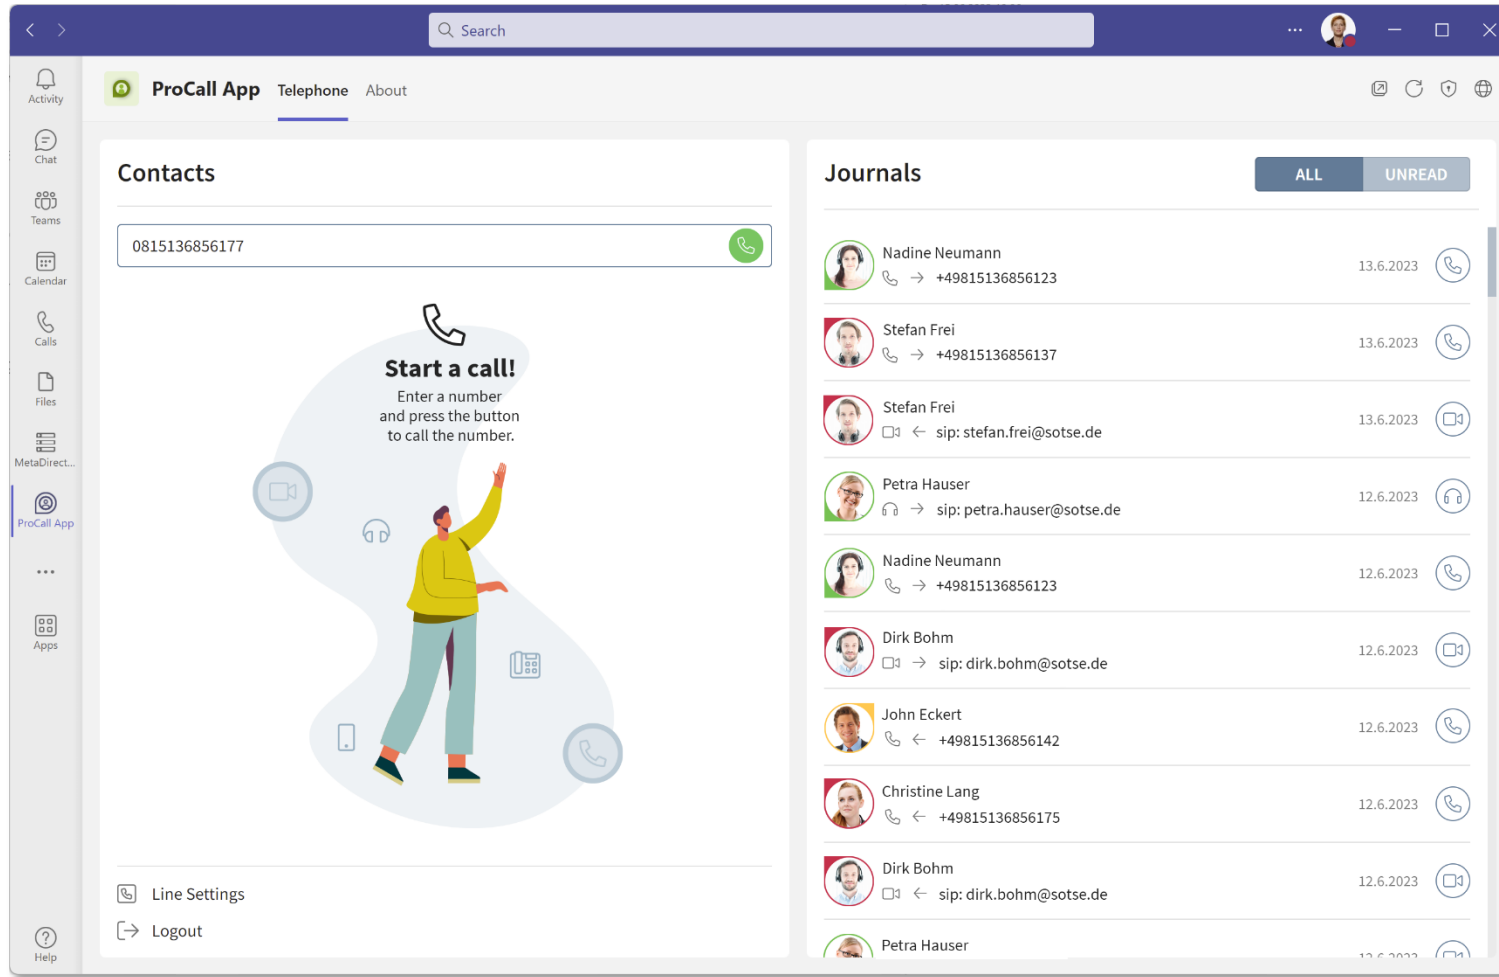 Search
Activity
Chat
Teams
Calendar
Calls
Files
MetaDirect...
ProCall App
Apps
Help
ProCall App
Telephone
About
Contacts
0815136856177
Start a call!
Enter a number
and press the button
to call the number.
Line Settings
Logout
Journals
ALL
UNREAD
Nadine Neumann
+49815136856123
13.6.2023
Stefan Frei
+49815136856137
13.6.2023
Stefan Frei
sip: stefan.frei@sotse.de
13.6.2023
Petra Hauser
sip: petra.hauser@sotse.de
12.6.2023
Nadine Neumann
+49815136856123
12.6.2023
Dirk Bohm
sip: dirk.bohm@sotse.de
12.6.2023
John Eckert
+49815136856142
12.6.2023
Christine Lang
+49815136856175
12.6.2023
Dirk Bohm
sip: dirk.bohm@sotse.de
12.6.2023
Petra Hauser
12.6.2023